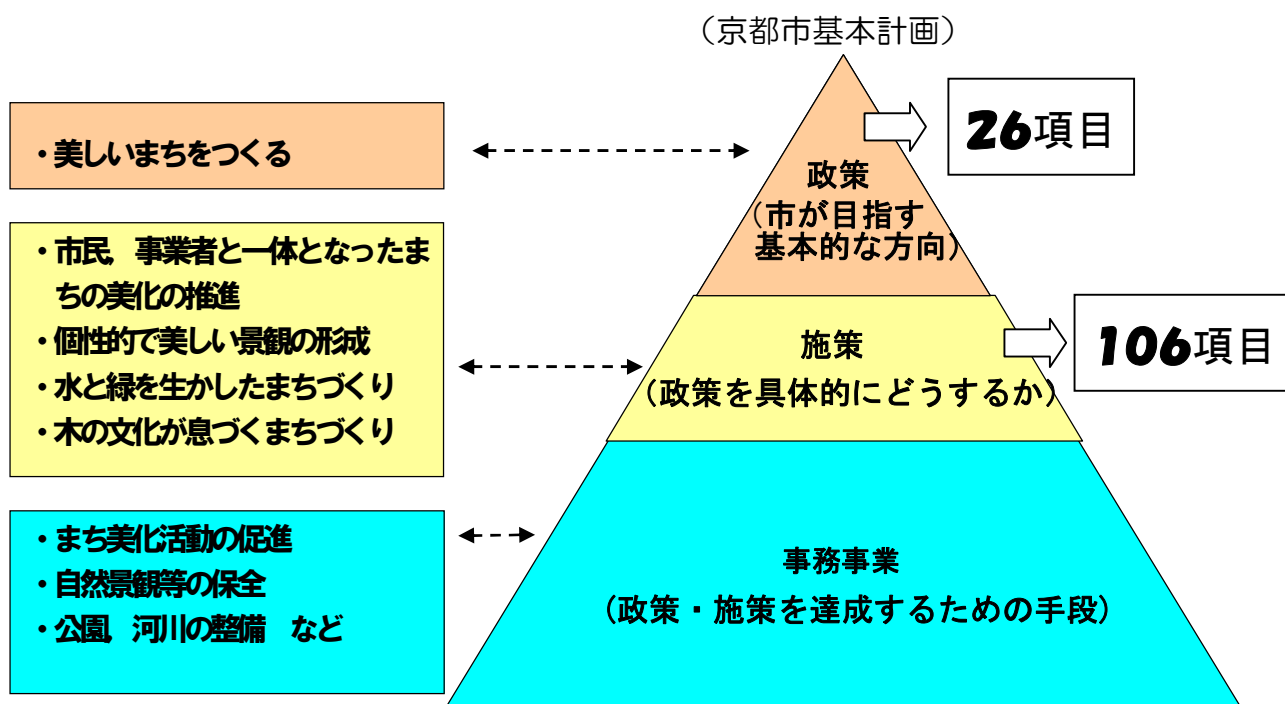 （京都市基本計画）
・美しいまちをつくる
政策
（市が目指す
基本的な方向）
26項目
・市民，事業者と一体となったま
ちの美化の推進
・個性的で美しい景観の形成
・水と緑を生かしたまちづくり
・木の文化が息づくまちづくり
施策
（政策を具体的にどうするか）
106項目
・まち美化活動の促進
・自然景観等の保全
・公園，河川の整備　など
事務事業
（政策・施策を達成するための手段）